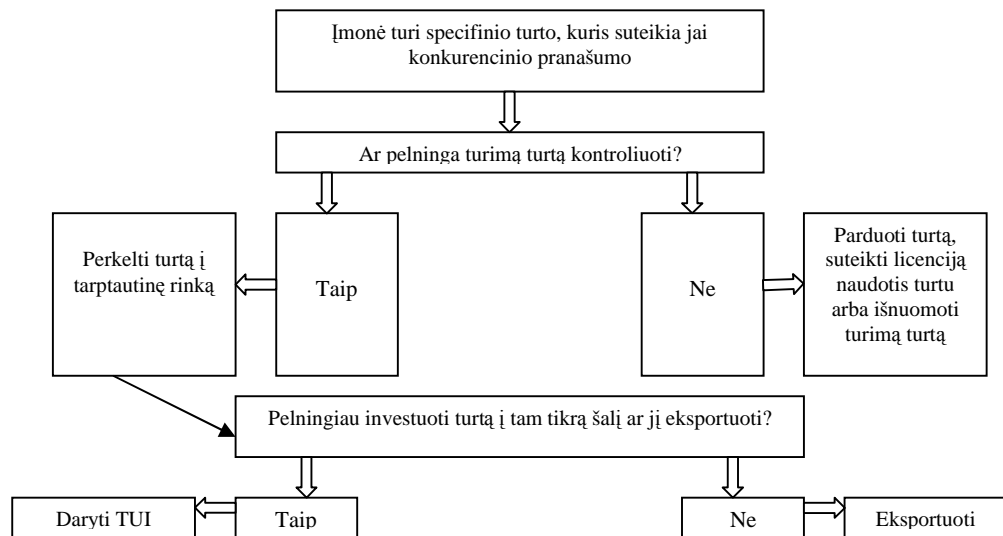 Įmonė turi specifinio turto, kuris suteikia jai
konkurencinio pranašumo
Ar pelninga turimą turtą kontroliuoti?
Perkelti turtą į
tarptautinę rinką
Taip
Ne
Parduoti turtą,
suteikti licenciją
naudotis turtu
arba išnuomoti
turimą turtą
Pelningiau investuoti turtą į tam tikrą šalį ar jį eksportuoti?
Daryti TUI
Taip
Ne
Eksportuoti